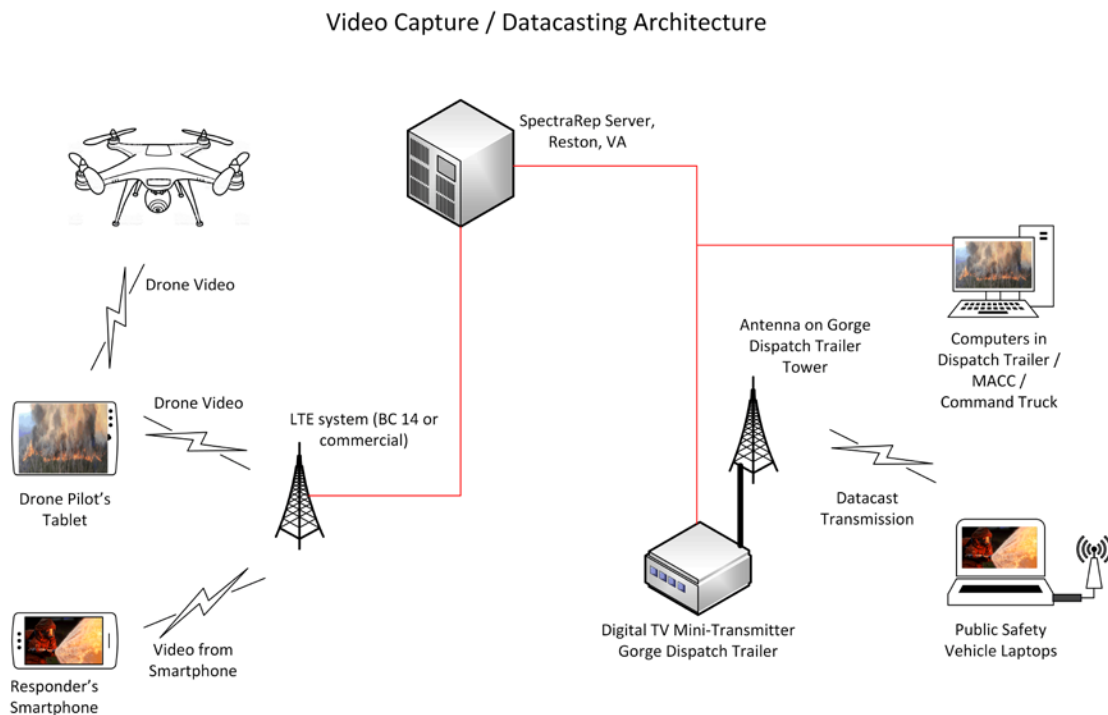 Video Capture / Datacasting Architecture
SpectraRep Server,
Reston, VA
Drone Video
Drone Video
LTE system (BC 14 or
commercial)
Drone Pilot’s
Tablet
Video from
Smartphone
Responder’s
Smartphone
Antenna on Gorge
Dispatch Trailer
Tower
Computers in
Dispatch Trailer /
MACC /
Command Truck
Datacast
Transmission
Digital TV Mini-Transmitter
Gorge Dispatch Trailer
Public Safety
Vehicle Laptops